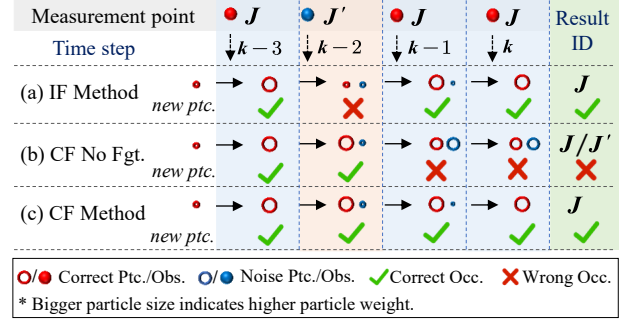 Measurement point J J′ J J Result
Time step k − 3 k − 2 k − 1 k ID
(a) IF Method J
new ptc.
(b) CF No Fgt. J/J′
new ptc.
(c) CF Method J
new ptc.
/ Correct Ptc./Obs. / Noise Ptc./Obs. Correct Occ. Wrong Occ.
* Bigger particle size indicates higher particle weight.